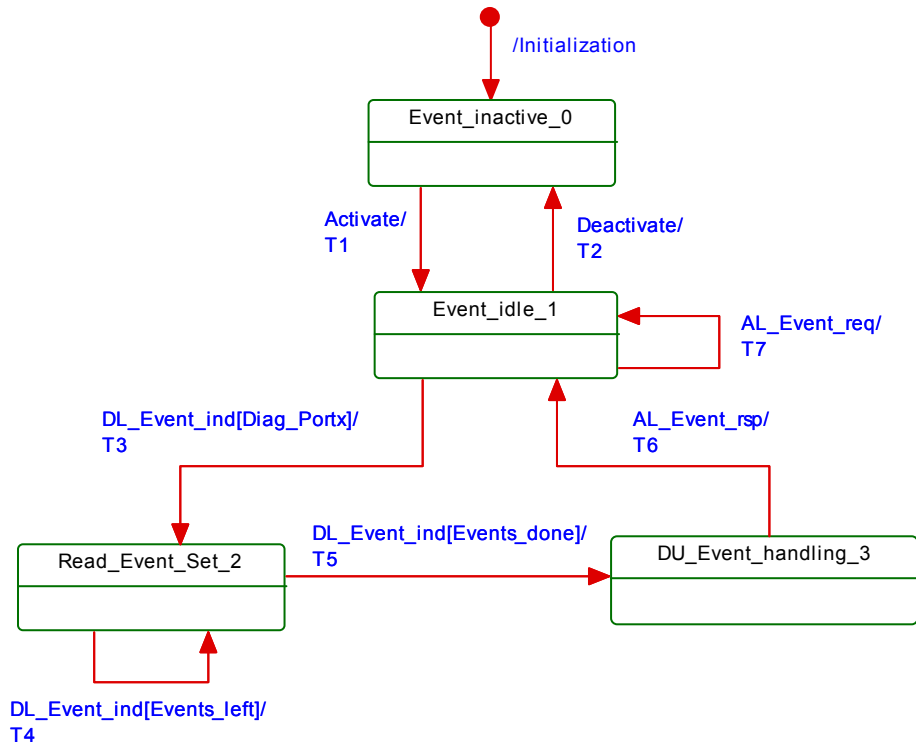 /Initialization
Event_inactive_0
Activate/
T1
Deactivate/
T2
Event_idle_1
AL_Event_req/
T7
DL_Event_ind[Diag_Portx]/
T3
AL_Event_rsp/
T6
Read_Event_Set_2
DL_Event_ind[Events_done]/
T5
DU_Event_handling_3
DL_Event_ind[Events_left]/
T4